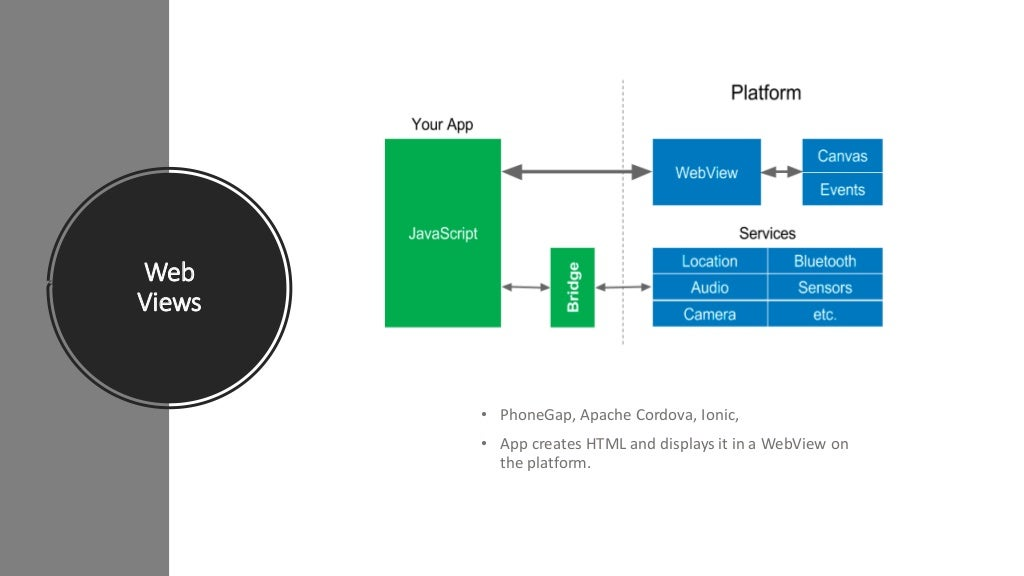 Web
Views
Platform
Your App
JavaScript
WebView
Canvas
Events
Services
Bridge
Location
Bluetooth
Audio
Sensors
Camera
etc.
• PhoneGap, Apache Cordova, Ionic,
• App creates HTML and displays it in a WebView on
the platform.